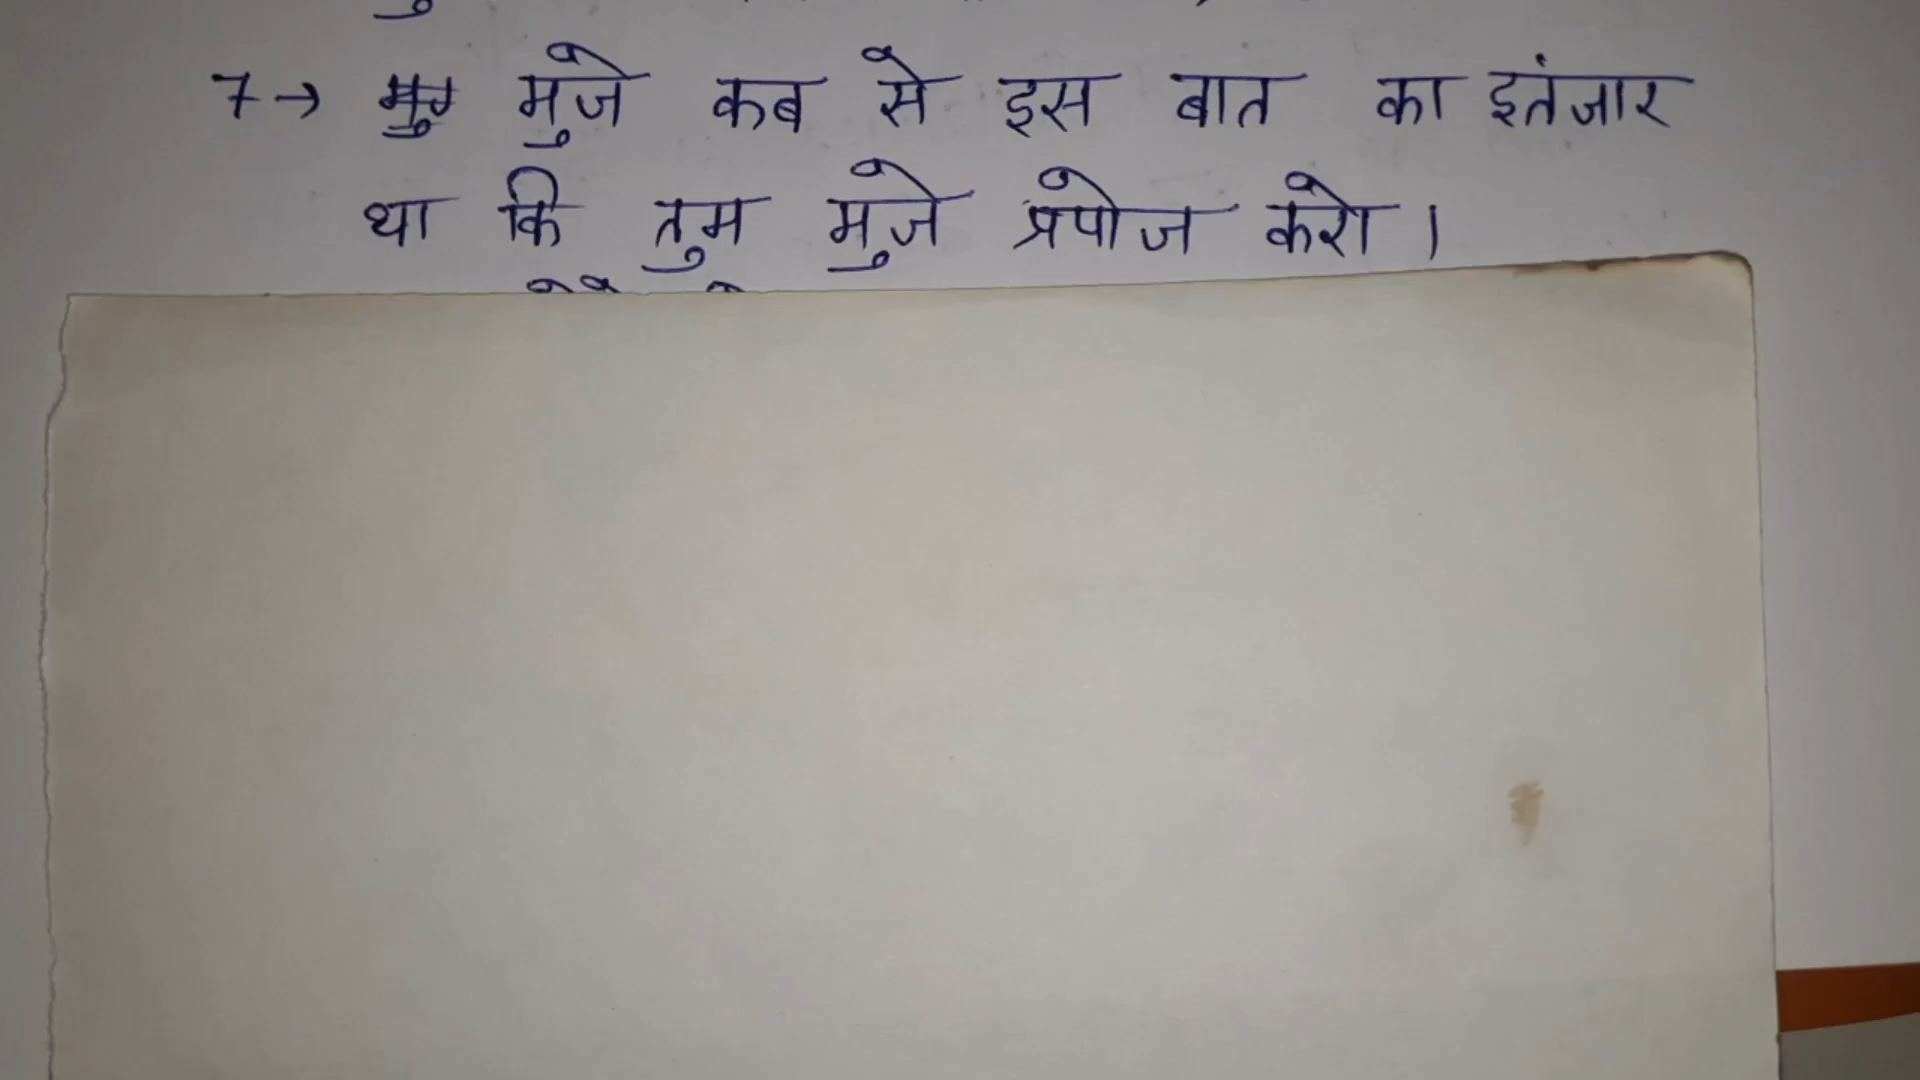 7→ मुजे कब से इस बात का इतंजार
था कि तुम मुजे प्रपोज करो ।